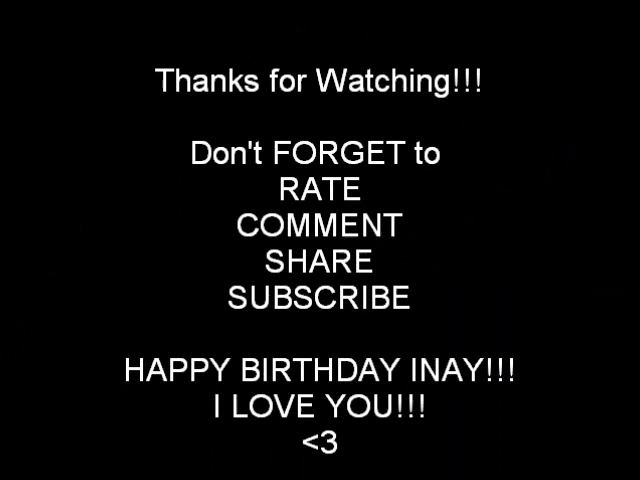 Thanks for Watching!!!
Don't FORGET to
RATE
COMMENT
SHARE
SUBSCRIBE
HAPPY BIRTHDAY INAY!!!
I LOVE YOU!!!
<3